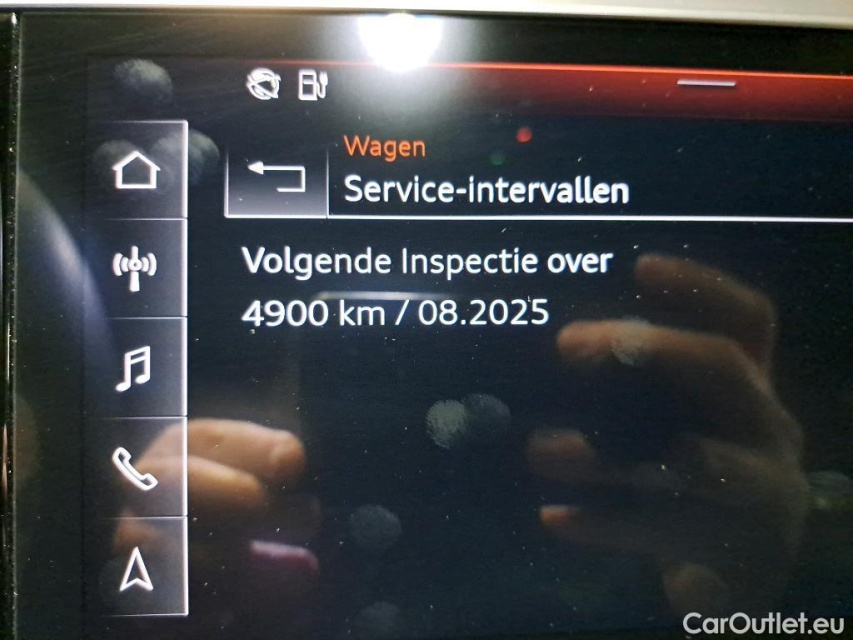 Wagen
Service-intervallen
Volgende Inspectie over
4900 km / 08.2025
CarOutlet.eu